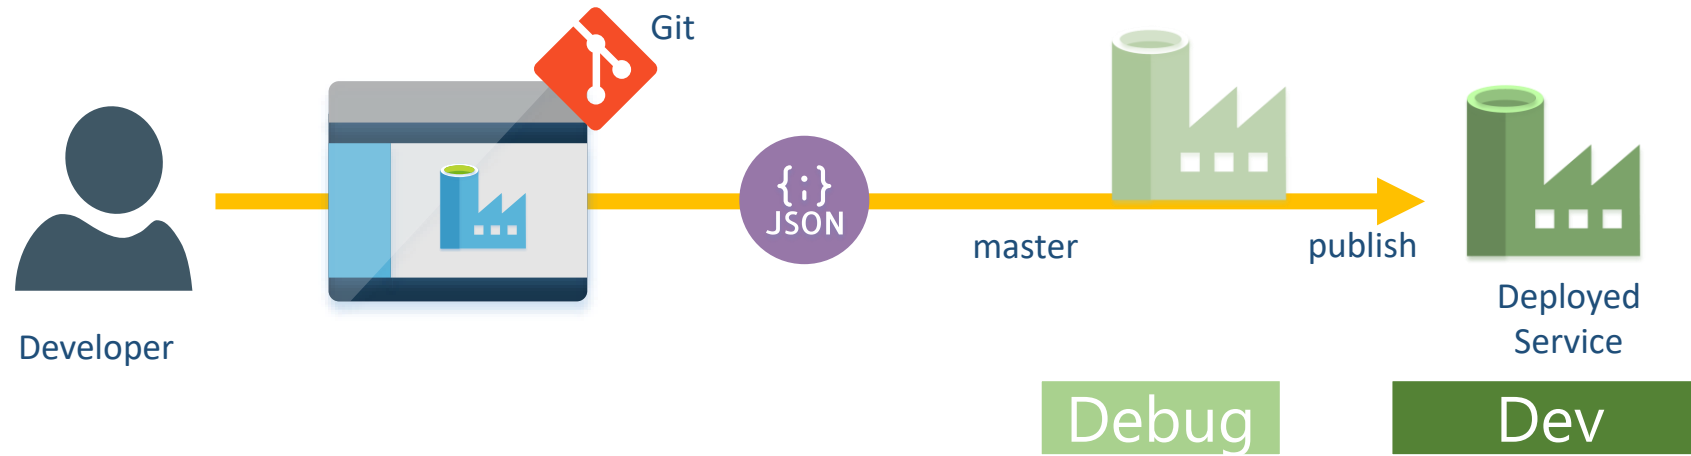 Git
{;}
JSON
master
publish
Developer
Deployed
Service
Debug
Dev